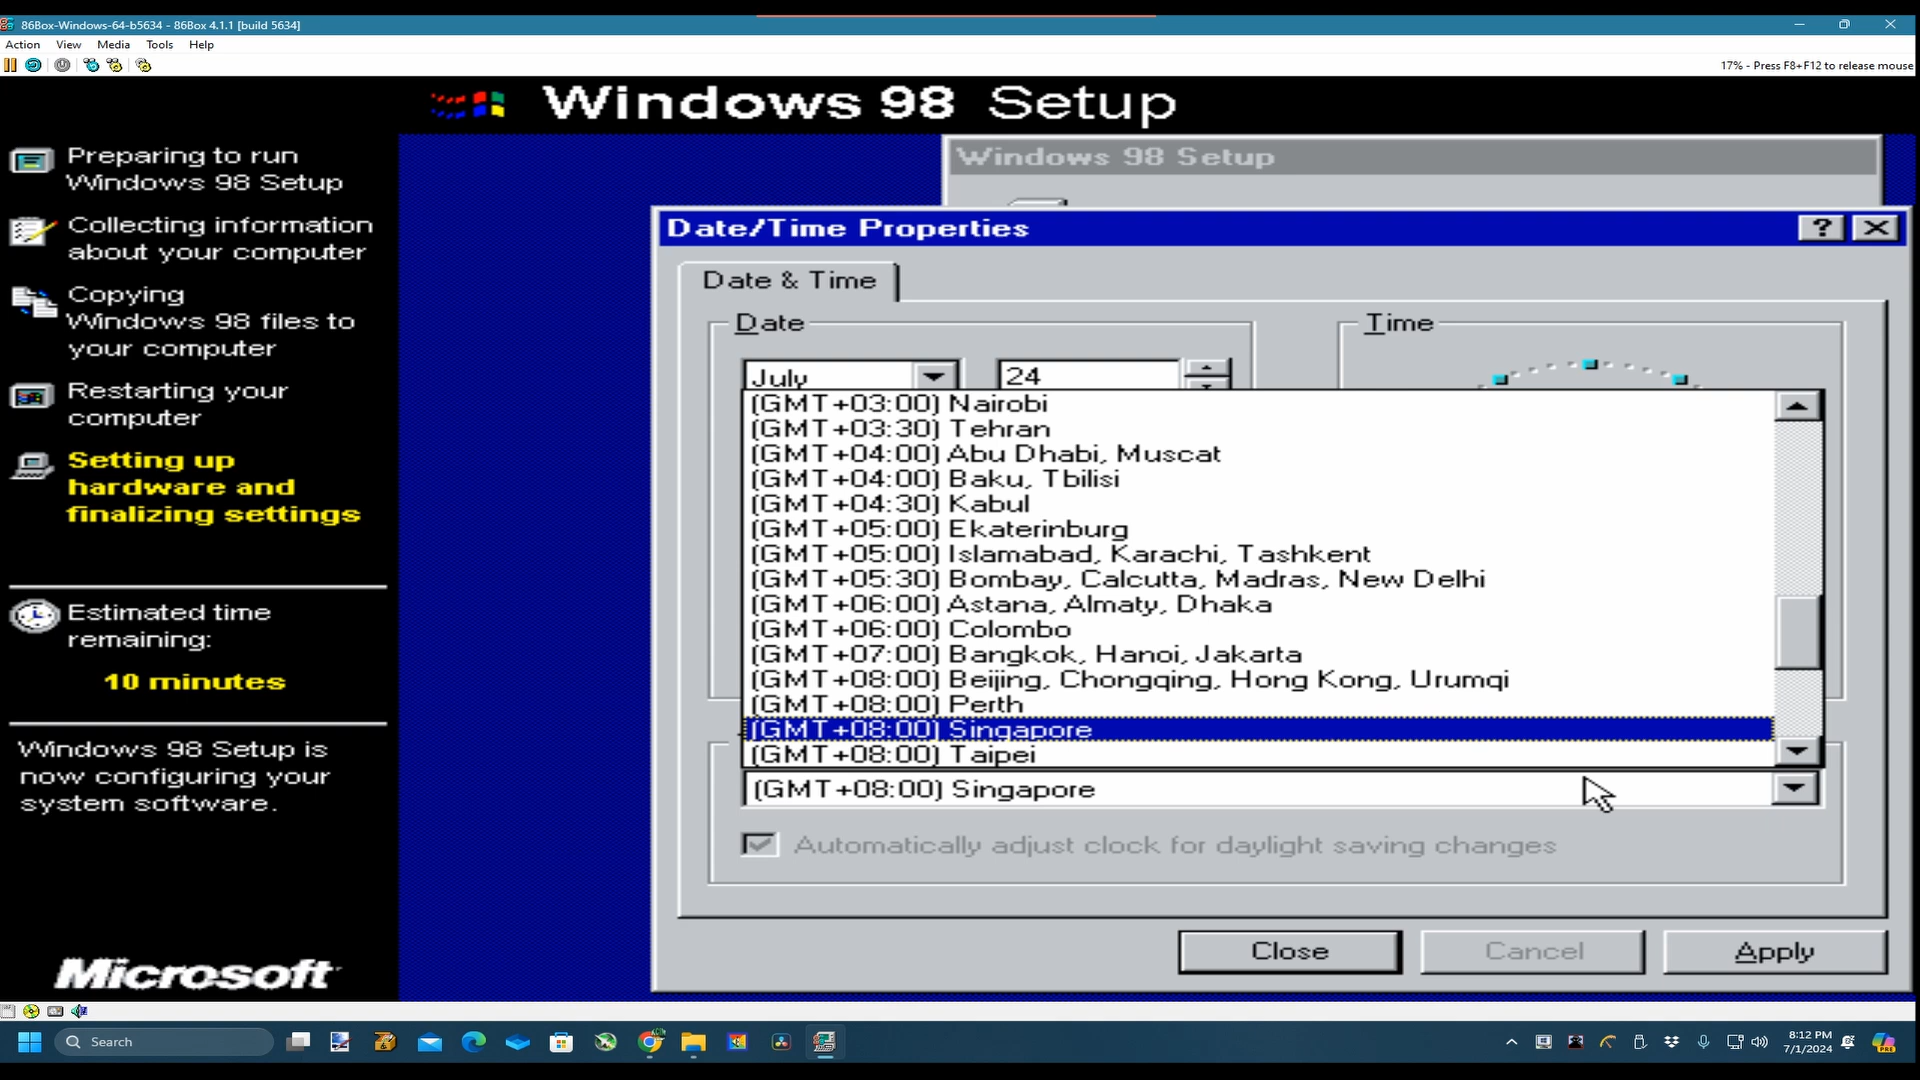 86Box-Windows-64-b5634 - 86Box 4.1.1 [build 5634]
Action View Media Tools Help
17% - Press F8+F12 to release mouse
Windows 98 Setup
Preparing to run
Windows 98 Setup
Collecting information
about your computer
Copying
Windows 98 files to
your computer
Restarting your
computer
Setting up
hardware and
finalizing settings
Estimated time
remaining:
10 minutes
Windows 98 Setup is
now configuring your
system software.
Microsoft
Windows 98 Setup
Date/Time Properties
Date & Time
Date
Time
July
24
(GMT+03:00) Nairobi
(GMT+03:30) Tehran
(GMT+04:00) Abu Dhabi, Muscat
(GMT+04:00) Baku, Tbilisi
(GMT+04:30) Kabul
(GMT+05:00) Ekaterinburg
(GMT+05:00) Islamabad, Karachi, Tashkent
(GMT+05:30) Bombay, Calcutta, Madras, New Delhi
(GMT+06:00) Astana, Almaty, Dhaka
(GMT+06:00) Colombo
(GMT+07:00) Bangkok, Hanoi, Jakarta
(GMT+08:00) Beijing, Chongqing, Hong Kong, Urumqi
(GMT+08:00) Perth
(GMT+08:00) Singapore
(GMT+08:00) Taipei
(GMT+08:00) Singapore
Automatically adjust clock for daylight saving changes
Close
Cancel
Apply
Search
8:12 PM
7/1/2024